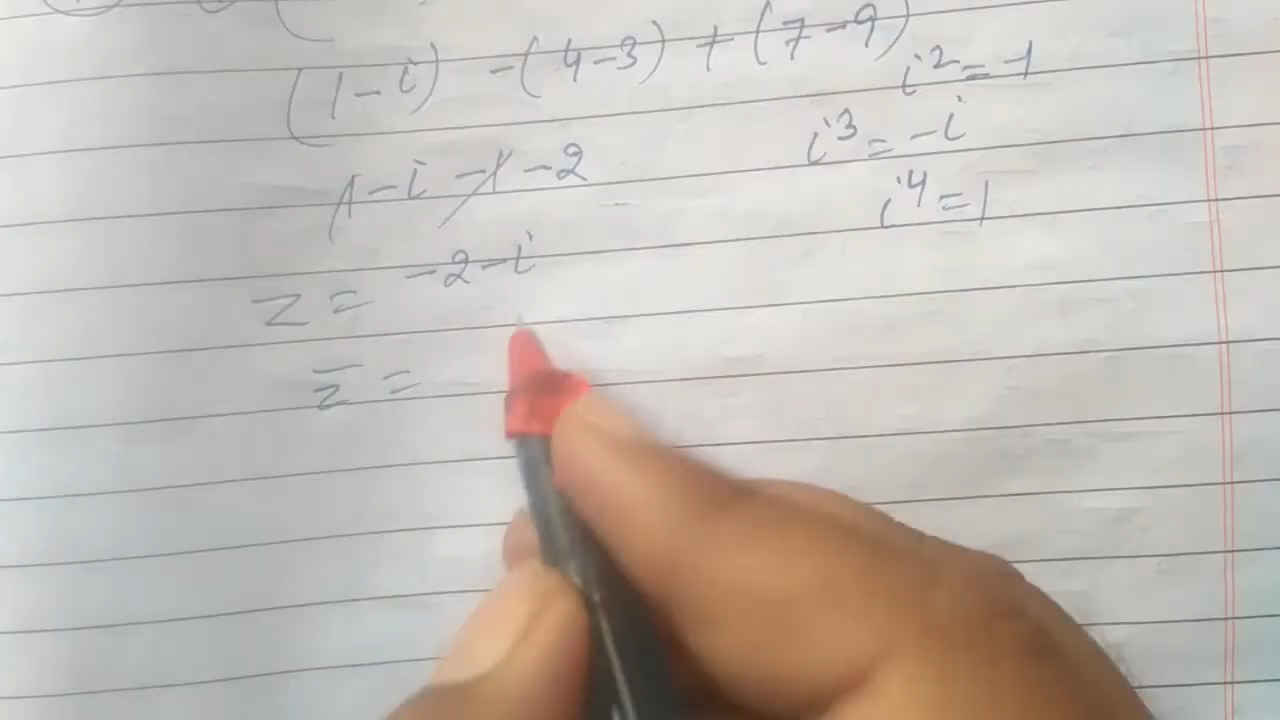 (1-i) -(4-3) + (7-9)
i² = -1
i³ = -i
1-i -1 -2
i⁴ = 1
z = -2-i
z̅ =